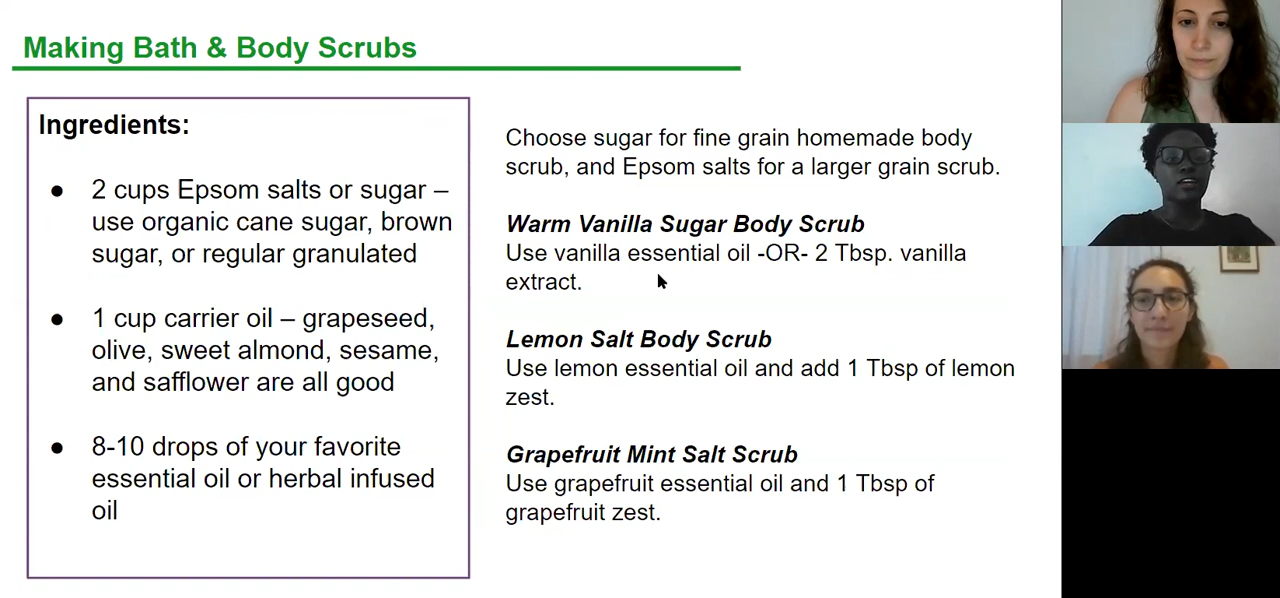 Making Bath & Body Scrubs
Ingredients:
● 2 cups Epsom salts or sugar –
use organic cane sugar, brown
sugar, or regular granulated
● 1 cup carrier oil – grapeseed,
olive, sweet almond, sesame,
and safflower are all good
● 8-10 drops of your favorite
essential oil or herbal infused
oil
Choose sugar for fine grain homemade body
scrub, and Epsom salts for a larger grain scrub.
Warm Vanilla Sugar Body Scrub
Use vanilla essential oil -OR- 2 Tbsp. vanilla
extract.
Lemon Salt Body Scrub
Use lemon essential oil and add 1 Tbsp of lemon
zest.
Grapefruit Mint Salt Scrub
Use grapefruit essential oil and 1 Tbsp of
grapefruit zest.